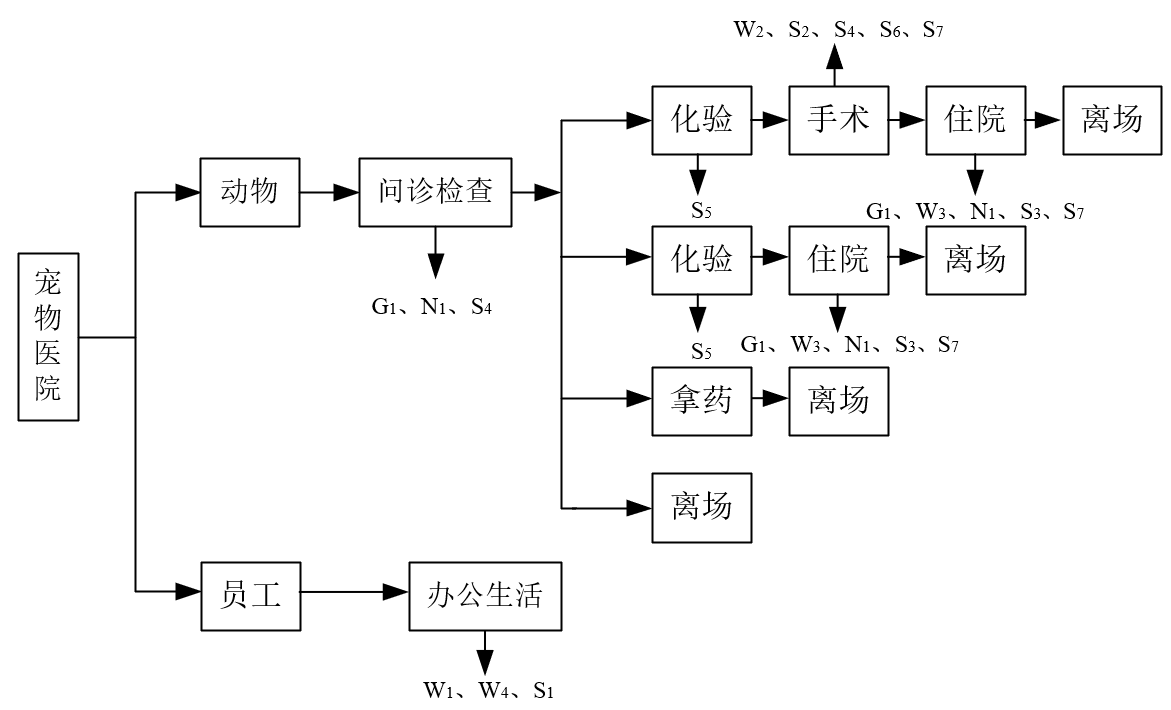 W₂、S₂、S₄、S₆、S₇
化验
手术
住院
离场
S₅
G₁、W₃、N₁、S₃、S₇
动物
问诊检查
G₁、N₁、S₄
化验
住院
离场
S₅
G₁、W₃、N₁、S₃、S₇
宠物医院
拿药
离场
离场
员工
办公生活
W₁、W₄、S₁